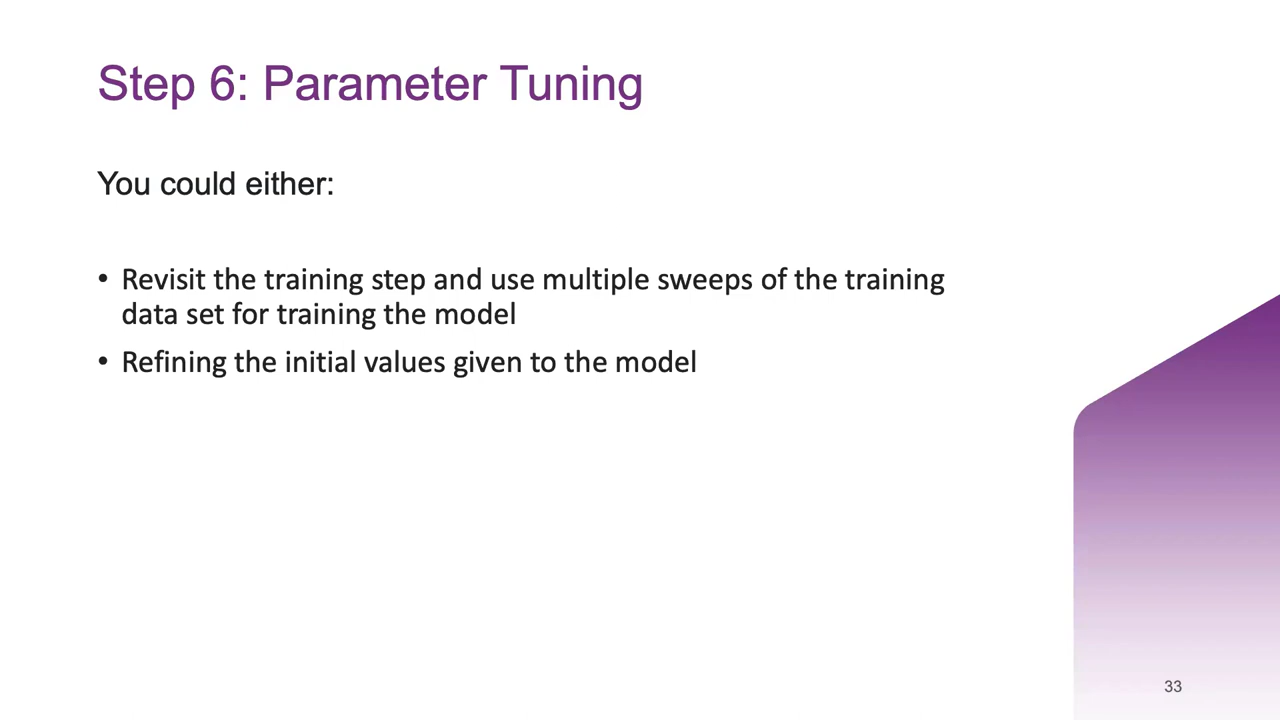 Step 6: Parameter Tuning
You could either:
• Revisit the training step and use multiple sweeps of the training
data set for training the model
• Refining the initial values given to the model
33